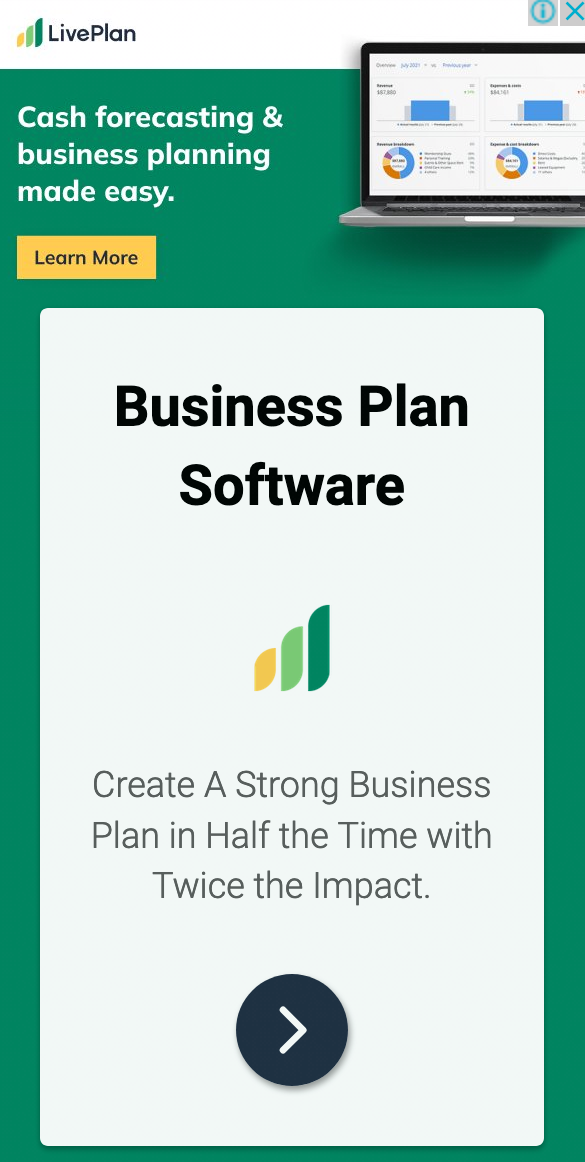 LivePlan
Overview July 2021 vs Previous year
Revenue
$87,880
Expenses & costs
$84,161
Revenue breakdown
Expense & cost breakdown
Cash forecasting &
business planning
made easy.
Learn More
Business Plan
Software
Create A Strong Business
Plan in Half the Time with
Twice the Impact.